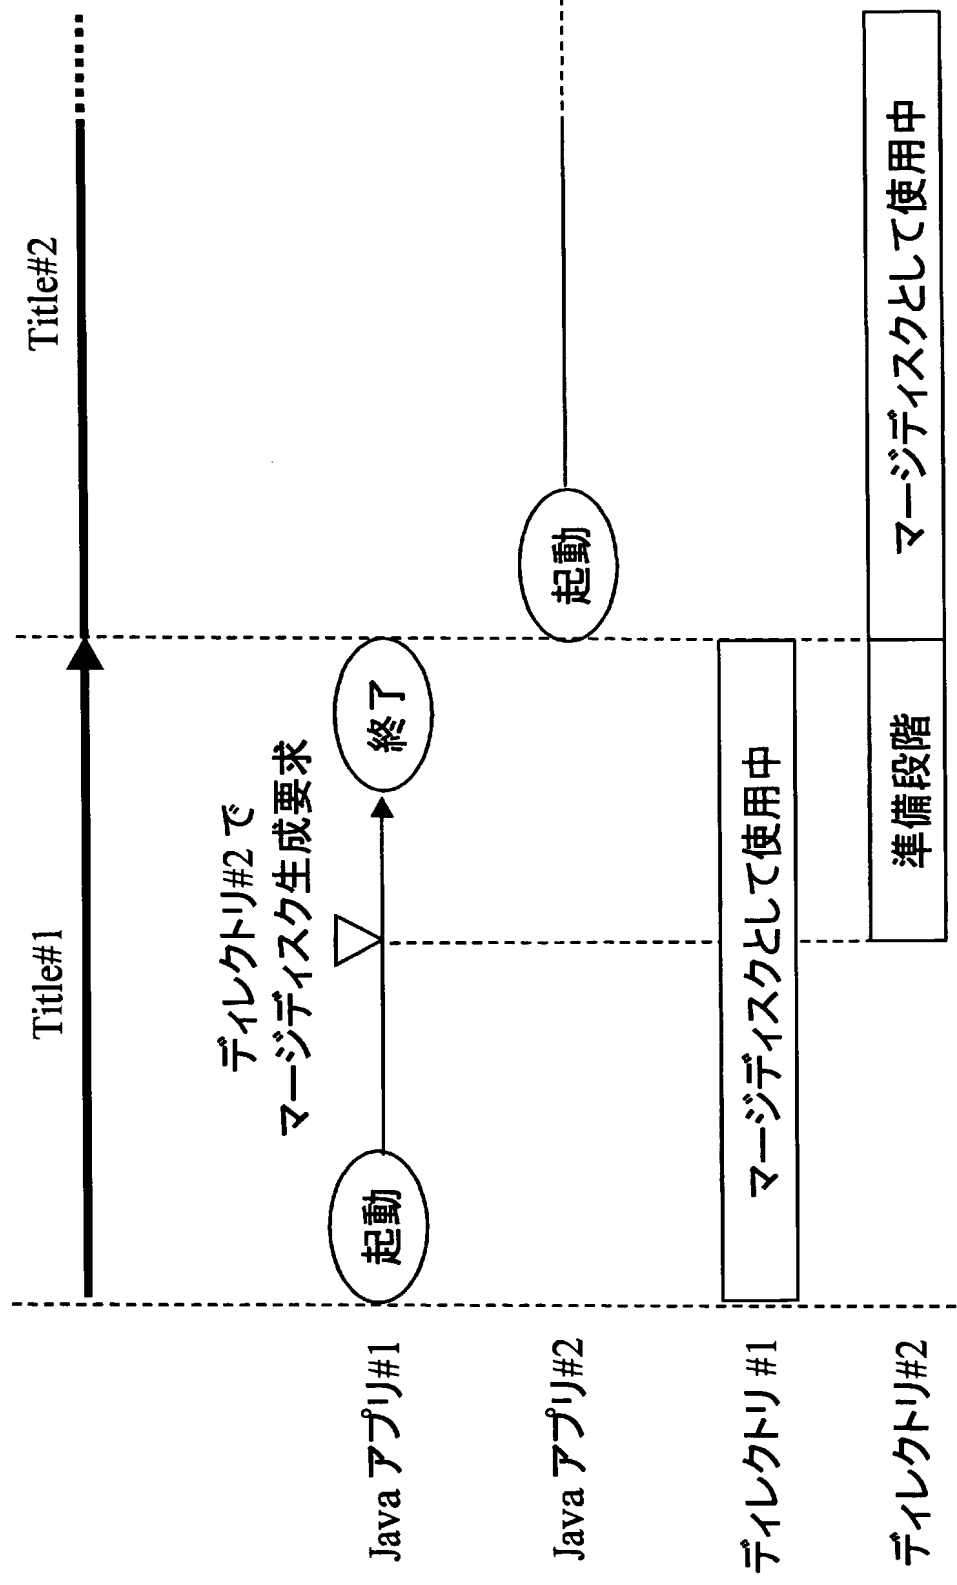 Title#1
Title#2
ディレクトリ#2 で
マージディスク生成要求
Java アプリ#1
起動
終了
Java アプリ#2
起動
ディレクトリ #1
マージディスクとして使用中
ディレクトリ#2
準備段階
マージディスクとして使用中